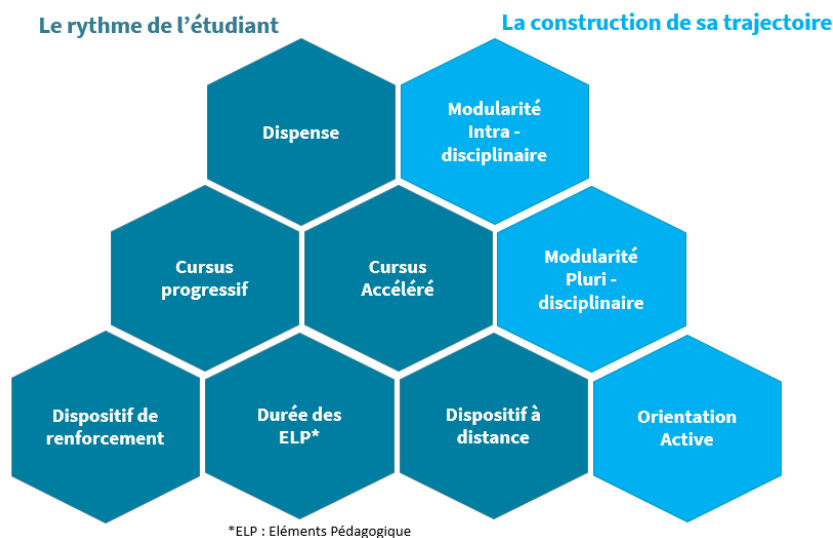 Le rythme de l'étudiant
La construction de sa trajectoire
Dispense
Modularité
Intra -
disciplinaire
Cursus
progressif
Cursus
Accéléré
Modularité
Pluri -
disciplinaire
Dispositif de
renforcement
Durée des
ELP*
Dispositif à
distance
Orientation
Active
*ELP : Eléments Pédagogique